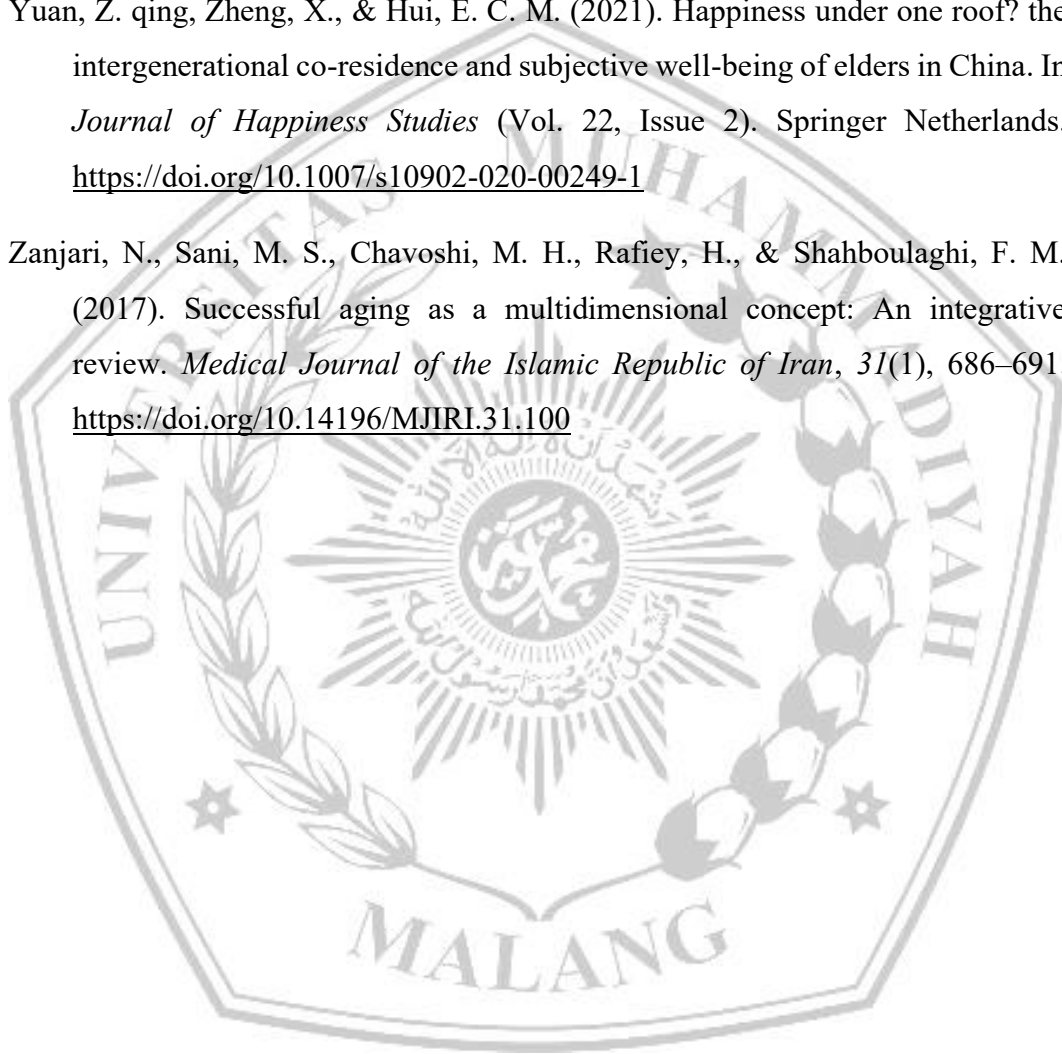 Yuan, Z. qing, Zheng, X., & Hui, E. C. M. (2021). Happiness under one roof? the
intergenerational co-residence and subjective well-being of elders in China. In
Journal of Happiness Studies (Vol. 22, Issue 2). Springer Netherlands.
https://doi.org/10.1007/s10902-020-00249-1
Zanjari, N., Sani, M. S., Chavoshi, M. H., Rafiey, H., & Shahboulaghi, F. M.
(2017). Successful aging as a multidimensional concept: An integrative
review. Medical Journal of the Islamic Republic of Iran, 31(1), 686–691.
https://doi.org/10.14196/MJIRI.31.100
UNIVERSITAS MUHAMMADIYAH
MALANG